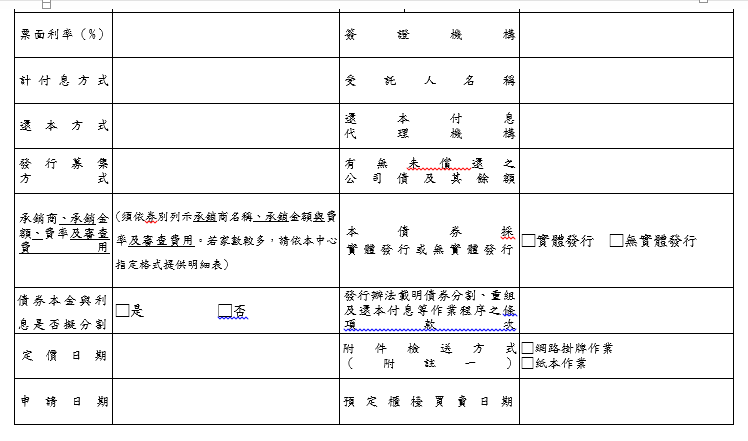 票面利率(%)
簽證機構
計付息方式
受託人名稱
還本方式
還本付息
代理機構
發行募集
方式
有無未償還之
公司債及其餘額
承銷商、承銷金
額、費率及審查
費用
(須依券別列示承銷商名稱、承銷金額與費
率及審查費用。若家數較多，請依本中心
指定格式提供明細表)
本債券採
實體發行或無實體發行
□實體發行 □無實體發行
債券本金與利
息是否擬分割
□是 □否
發行辦法載明債券分割、重組
及還本付息等作業程序之條
項款次
定價日期
附件檢送方式
(附註一)
□網路掛牌作業
□紙本作業
申請日期
預定櫃檯買賣日期